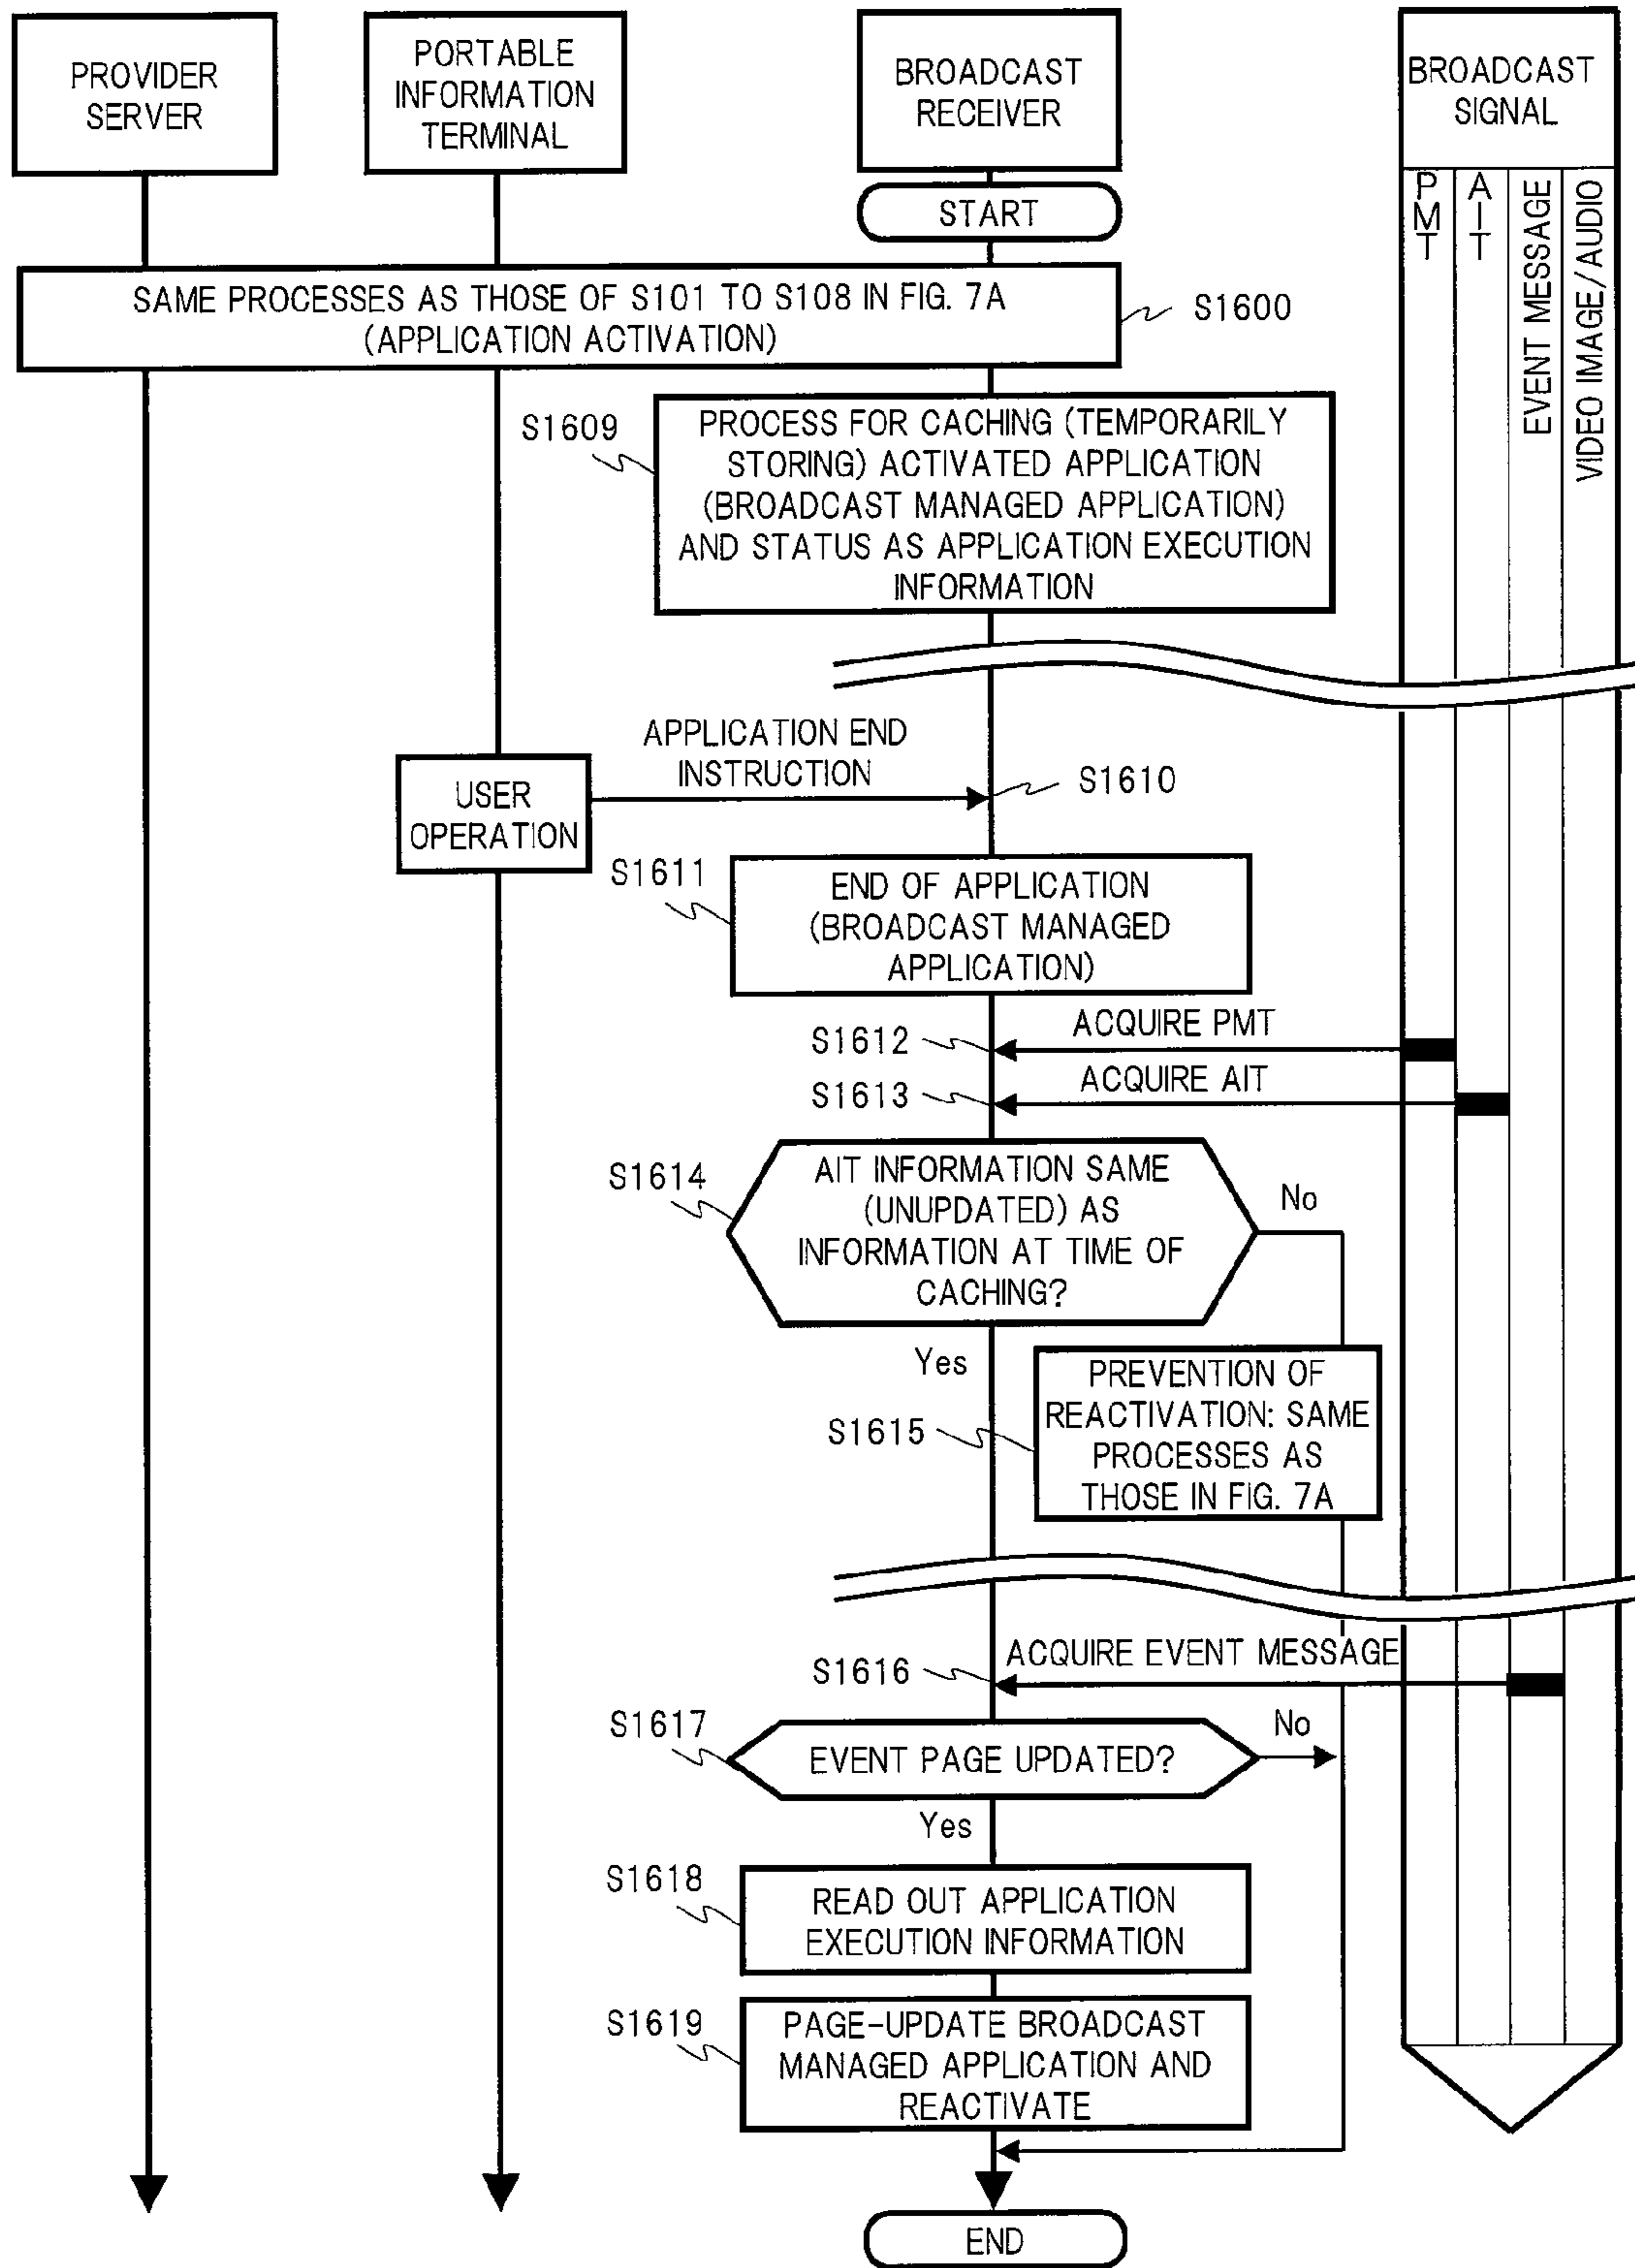 PROVIDER
SERVER
PORTABLE
INFORMATION
TERMINAL
BROADCAST
RECEIVER
BROADCAST
SIGNAL
START
PMT
AIT
EVENT MESSAGE
VIDEO IMAGE/AUDIO
SAME PROCESSES AS THOSE OF S101 TO S108 IN FIG. 7A
(APPLICATION ACTIVATION)
S1600
S1609
PROCESS FOR CACHING (TEMPORARILY
STORING) ACTIVATED APPLICATION
(BROADCAST MANAGED APPLICATION)
AND STATUS AS APPLICATION EXECUTION
INFORMATION
USER
OPERATION
APPLICATION END
INSTRUCTION
S1610
S1611
END OF APPLICATION
(BROADCAST MANAGED
APPLICATION)
S1612
ACQUIRE PMT
S1613
ACQUIRE AIT
S1614
AIT INFORMATION SAME
(UNUPDATED) AS
INFORMATION AT TIME OF
CACHING?
No
Yes
S1615
PREVENTION OF
REACTIVATION: SAME
PROCESSES AS
THOSE IN FIG. 7A
S1616
ACQUIRE EVENT MESSAGE
S1617
EVENT PAGE UPDATED?
No
Yes
S1618
READ OUT APPLICATION
EXECUTION INFORMATION
S1619
PAGE-UPDATE BROADCAST
MANAGED APPLICATION AND
REACTIVATE
END